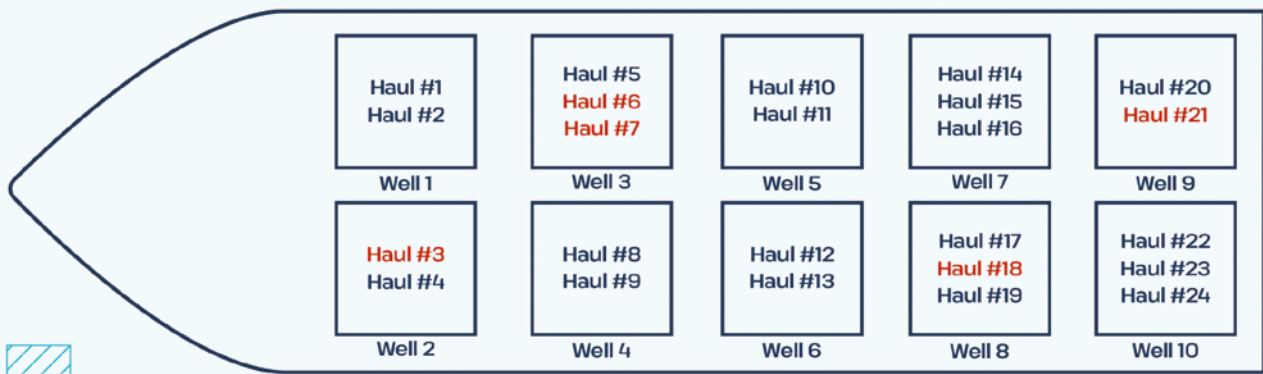 Haul #1
Haul #2
Well 1
Haul #5
Haul #6
Haul #7
Well 3
Haul #10
Haul #11
Well 5
Haul #14
Haul #15
Haul #16
Well 7
Haul #20
Haul #21
Well 9
Haul #3
Haul #4
Well 2
Haul #8
Haul #9
Well 4
Haul #12
Haul #13
Well 6
Haul #17
Haul #18
Haul #19
Well 8
Haul #22
Haul #23
Haul #24
Well 10